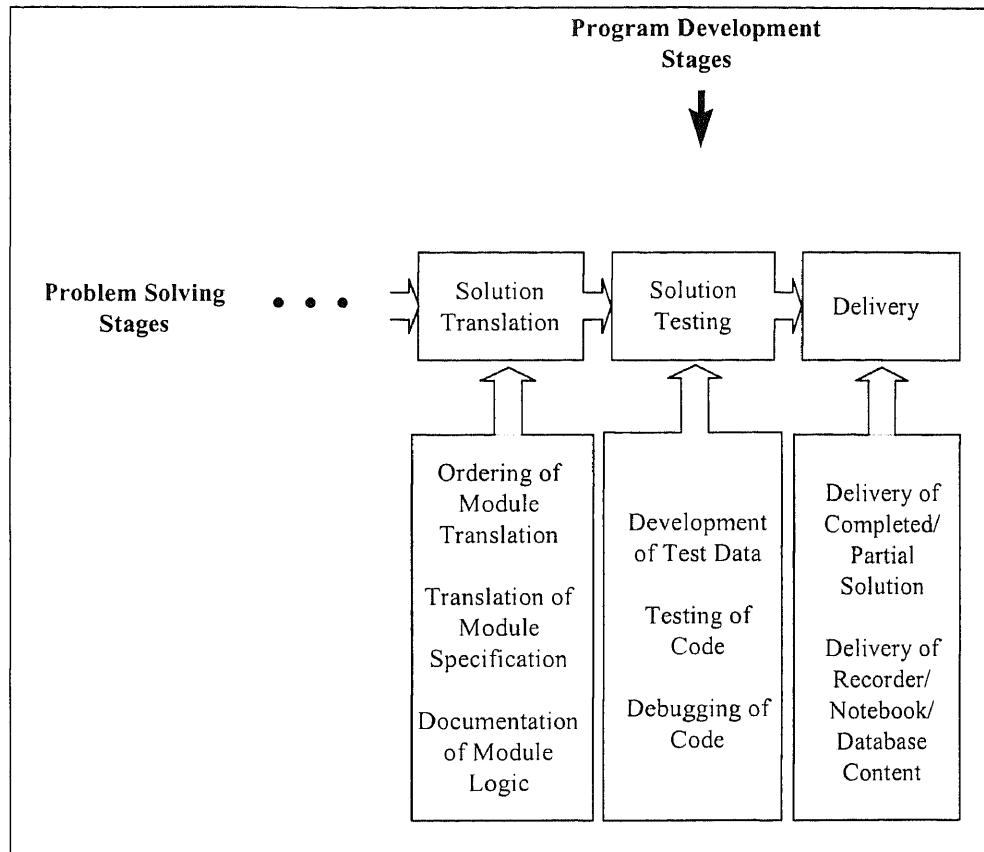 Program Development
Stages
Problem Solving
Stages
• • •
Solution
Translation
Solution
Testing
Delivery
Ordering of
Module
Translation
Translation of
Module
Specification
Documentation
of Module
Logic
Development
of Test Data
Testing of
Code
Debugging of
Code
Delivery of
Completed/
Partial
Solution
Delivery of
Recorder/
Notebook/
Database
Content